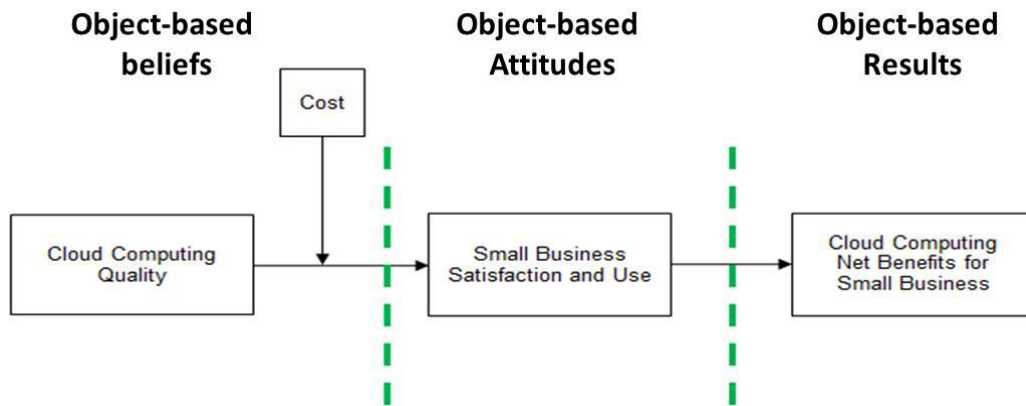 Object-based
beliefs
Object-based
Attitudes
Object-based
Results
Cost
Cloud Computing
Quality
Small Business
Satisfaction and Use
Cloud Computing
Net Benefits for
Small Business